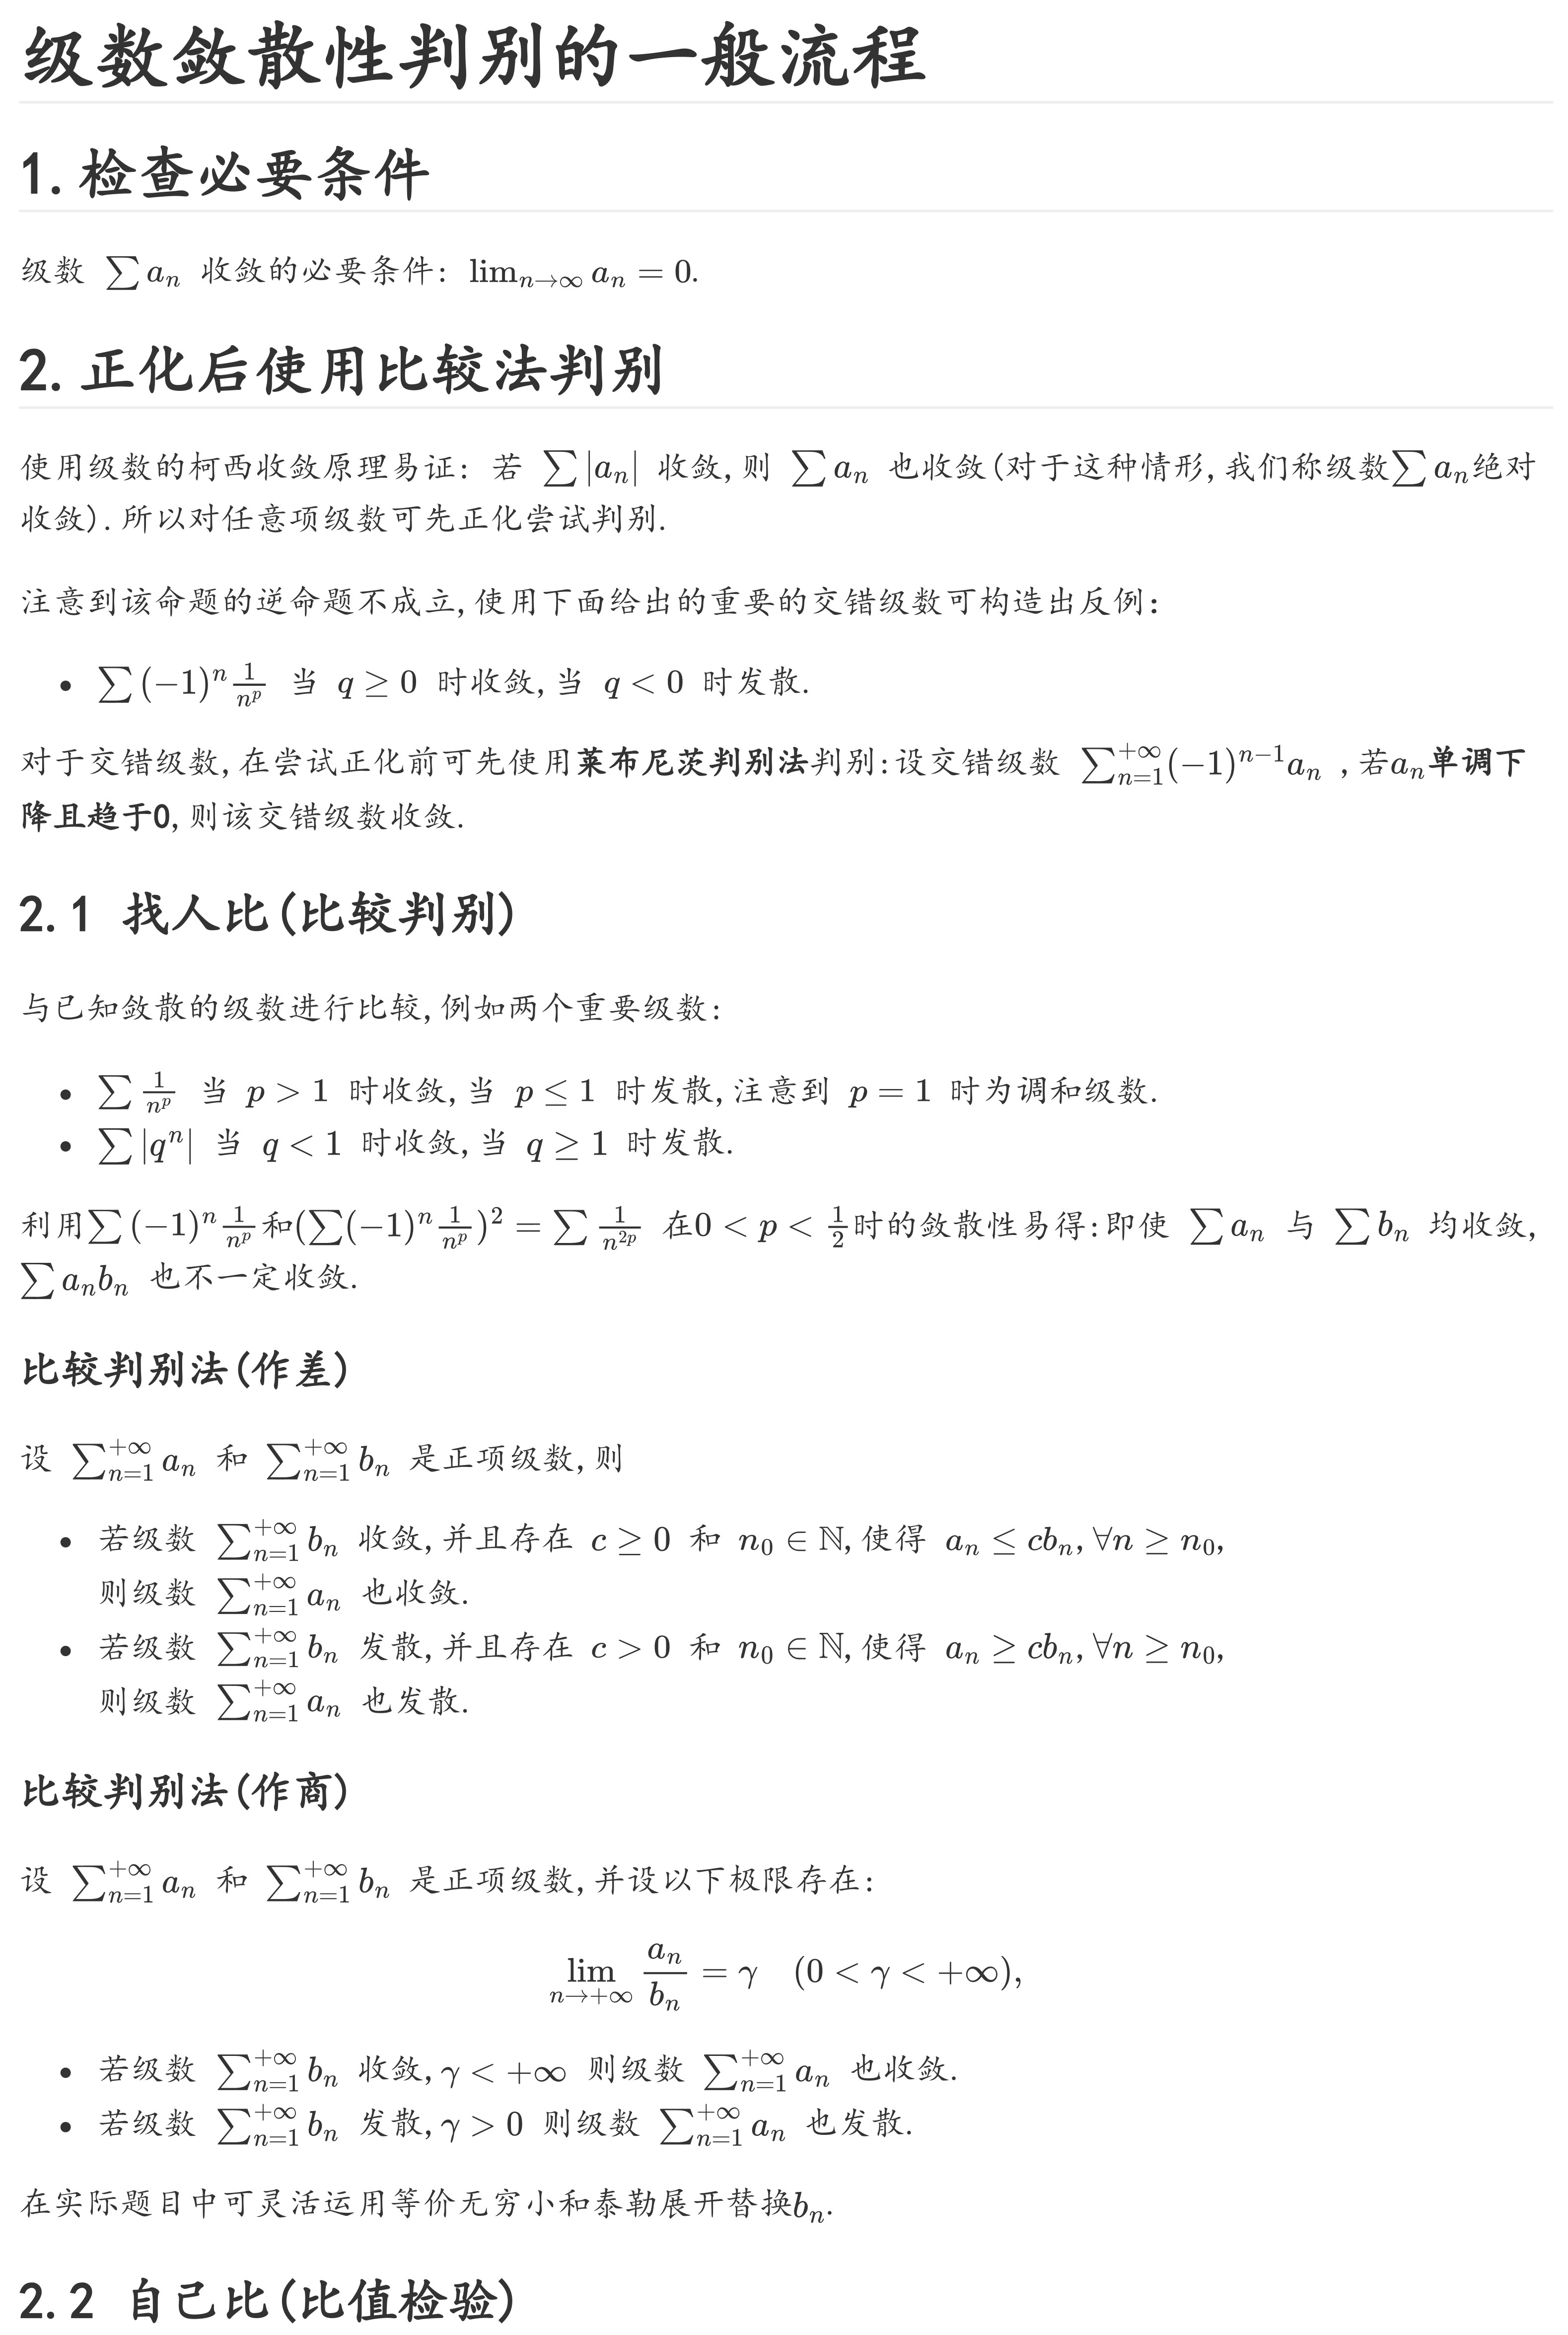 级数敛散性判别的一般流程
1.检查必要条件
级数 $\sum a_n$ 收敛的必要条件: $\lim_{n\to\infty} a_n = 0$.
2.正化后使用比较法判别
使用级数的柯西收敛原理易证: 若 $\sum |a_n|$ 收敛,则 $\sum a_n$ 也收敛(对于这种情形,我们称级数$\sum a_n$绝对
收敛).所以对任意项级数可先正化尝试判别.
注意到该命题的逆命题不成立,使用下面给出的重要的交错级数可构造出反例:
• $\sum (-1)^n \frac{1}{n^p}$ 当 $q \geq 0$ 时收敛,当 $q < 0$ 时发散.
对于交错级数,在尝试正化前可先使用莱布尼茨判别法判别:设交错级数 $\sum_{n=1}^{+\infty} (-1)^{n-1} a_n$ ,若$a_n$单调下
降且趋于0,则该交错级数收敛.
2.1 找人比(比较判别)
与已知敛散的级数进行比较,例如两个重要级数:
• $\sum \frac{1}{n^p}$ 当 $p > 1$ 时收敛,当 $p \leq 1$ 时发散,注意到 $p = 1$ 时为调和级数.
• $\sum |q^n|$ 当 $q < 1$ 时收敛,当 $q \geq 1$ 时发散.
利用$\sum (-1)^n \frac{1}{n^p}$和$(\sum (-1)^n \frac{1}{n^p})^2 = \sum \frac{1}{n^{2p}}$ 在$0 < p < \frac{1}{2}$时的敛散性易得:即使 $\sum a_n$ 与 $\sum b_n$ 均收敛,
$\sum a_n b_n$ 也不一定收敛.
比较判别法(作差)
设 $\sum_{n=1}^{+\infty} a_n$ 和 $\sum_{n=1}^{+\infty} b_n$ 是正项级数,则
• 若级数 $\sum_{n=1}^{+\infty} b_n$ 收敛,并且存在 $c \geq 0$ 和 $n_0 \in \mathbb{N}$,使得 $a_n \leq cb_n, \forall n \geq n_0$,
则级数 $\sum_{n=1}^{+\infty} a_n$ 也收敛.
• 若级数 $\sum_{n=1}^{+\infty} b_n$ 发散,并且存在 $c > 0$ 和 $n_0 \in \mathbb{N}$,使得 $a_n \geq cb_n, \forall n \geq n_0$,
则级数 $\sum_{n=1}^{+\infty} a_n$ 也发散.
比较判别法(作商)
设 $\sum_{n=1}^{+\infty} a_n$ 和 $\sum_{n=1}^{+\infty} b_n$ 是正项级数,并设以下极限存在:
$\lim_{n\to+\infty} \frac{a_n}{b_n} = \gamma \quad (0 < \gamma < +\infty),$
• 若级数 $\sum_{n=1}^{+\infty} b_n$ 收敛,$\gamma < +\infty$ 则级数 $\sum_{n=1}^{+\infty} a_n$ 也收敛.
• 若级数 $\sum_{n=1}^{+\infty} b_n$ 发散,$\gamma > 0$ 则级数 $\sum_{n=1}^{+\infty} a_n$ 也发散.
在实际题目中可灵活运用等价无穷小和泰勒展开替换$b_n$.
2.2 自己比(比值检验)